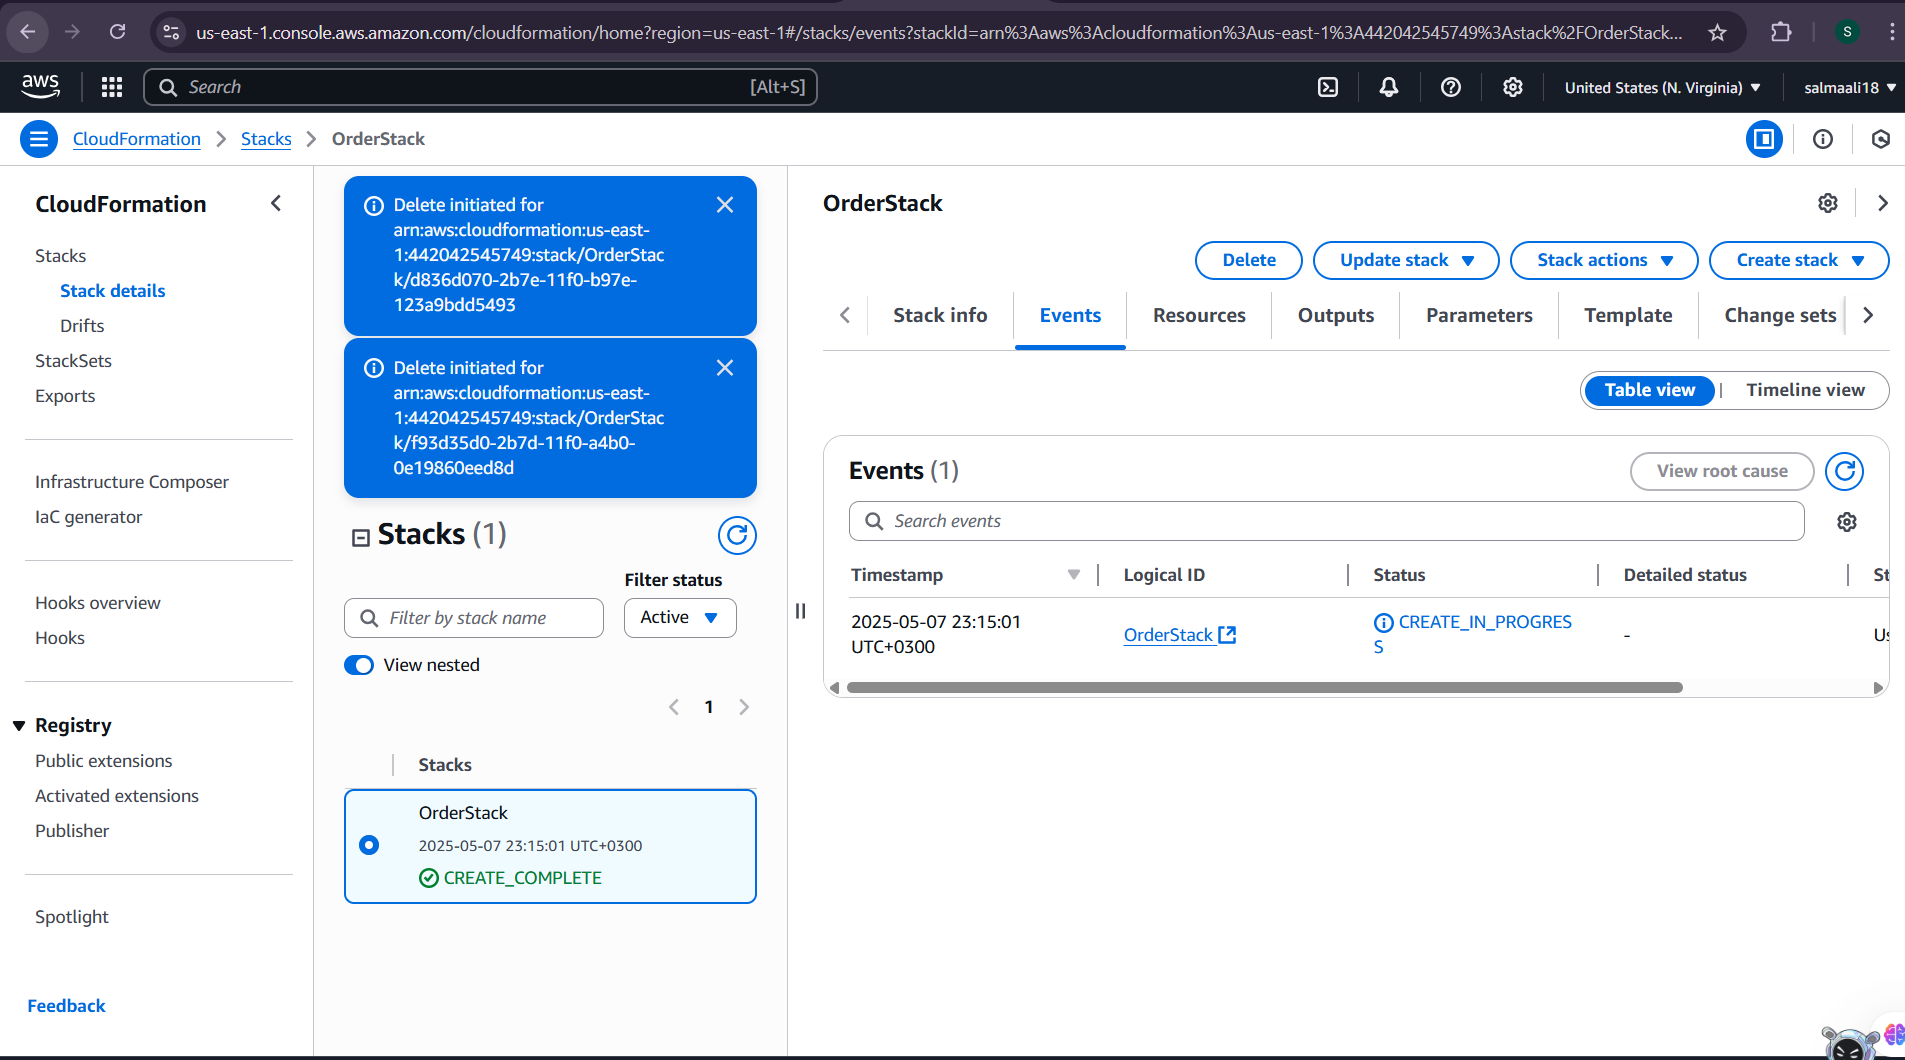 us-east-1.console.aws.amazon.com/cloudformation/home?region=us-east-1#/stacks/events?stackId=arn%3Aaws%3Acloudformation%3Aus-east-1%3A442042545749%3Astack%2FOrderStack...
S
aws
Search
[Alt+S]
United States (N. Virginia)
salmaali18
CloudFormation
Stacks
OrderStack
CloudFormation
Stacks
Stack details
Drifts
StackSets
Exports
Infrastructure Composer
IaC generator
Hooks overview
Hooks
Registry
Public extensions
Activated extensions
Publisher
Spotlight
Feedback
Delete initiated for
arn:aws:cloudformation:us-east-
1:442042545749:stack/OrderStac
k/d836d070-2b7e-11f0-b97e-
123a9bdd5493
Delete initiated for
arn:aws:cloudformation:us-east-
1:442042545749:stack/OrderStac
k/f93d35d0-2b7d-11f0-a4b0-
0e19860eed8d
Stacks (1)
Filter status
Filter by stack name
Active
View nested
1
Stacks
OrderStack
2025-05-07 23:15:01 UTC+0300
CREATE_COMPLETE
OrderStack
Delete
Update stack
Stack actions
Create stack
Stack info
Events
Resources
Outputs
Parameters
Template
Change sets
Table view
Timeline view
Events (1)
View root cause
Search events
Timestamp
Logical ID
Status
Detailed status
St
2025-05-07 23:15:01
UTC+0300
OrderStack
CREATE_IN_PROGRES
S
-
Us